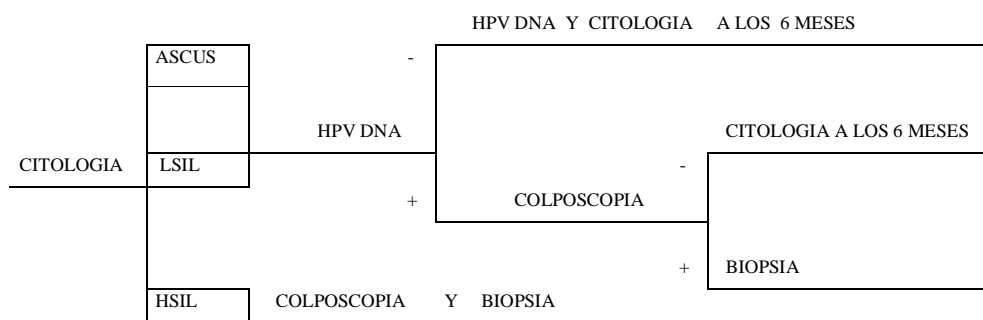 HPV DNA Y CITOLOGIA A LOS 6 MESES
ASCUS -
HPV DNA CITOLOGIA A LOS 6 MESES
CITOLOGIA LSIL -
+ COLPOSCOPIA
+ BIOPSIA
HSIL COLPOSCOPIA Y BIOPSIA